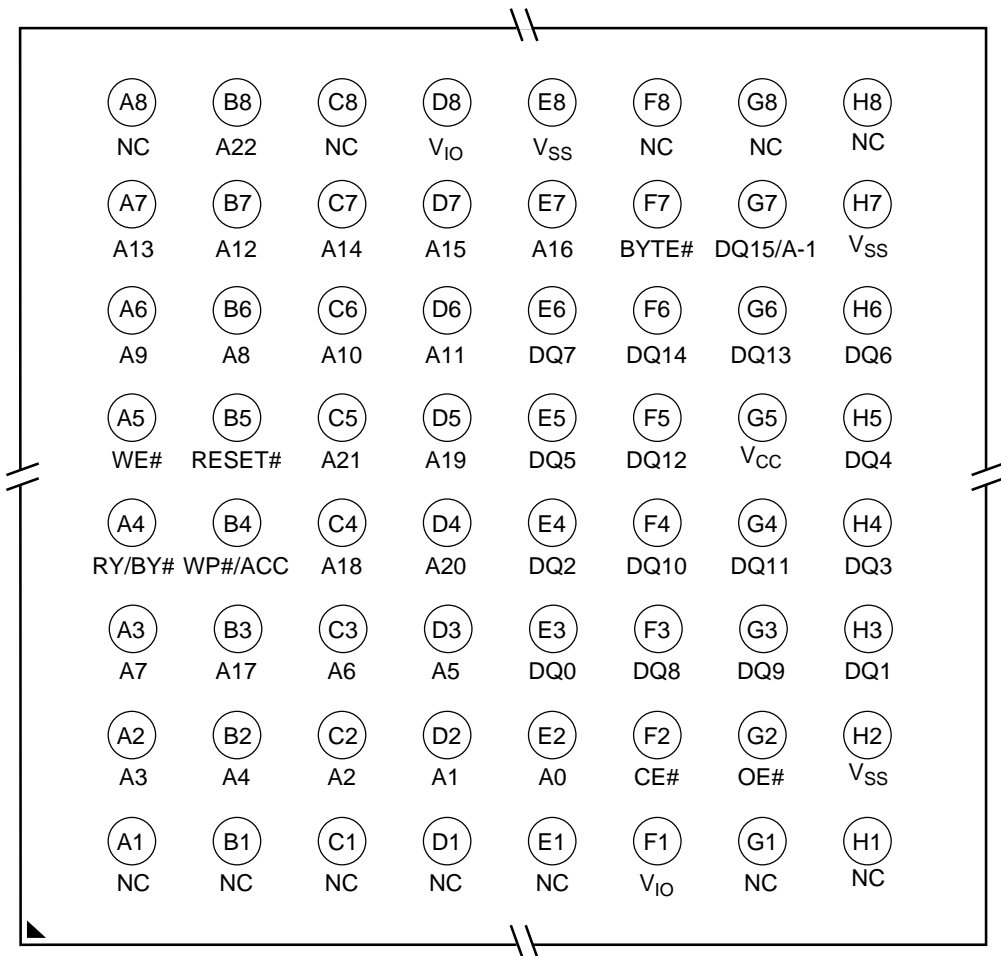 A8 B8 C8 D8 E8 F8 G8 H8
NC A22 NC VIO VSS NC NC NC
A7 B7 C7 D7 E7 F7 G7 H7
A13 A12 A14 A15 A16 BYTE# DQ15/A-1 VSS
A6 B6 C6 D6 E6 F6 G6 H6
A9 A8 A10 A11 DQ7 DQ14 DQ13 DQ6
A5 B5 C5 D5 E5 F5 G5 H5
WE# RESET# A21 A19 DQ5 DQ12 VCC DQ4
A4 B4 C4 D4 E4 F4 G4 H4
RY/BY# WP#/ACC A18 A20 DQ2 DQ10 DQ11 DQ3
A3 B3 C3 D3 E3 F3 G3 H3
A7 A17 A6 A5 DQ0 DQ8 DQ9 DQ1
A2 B2 C2 D2 E2 F2 G2 H2
A3 A4 A2 A1 A0 CE# OE# VSS
A1 B1 C1 D1 E1 F1 G1 H1
NC NC NC NC NC VIO NC NC